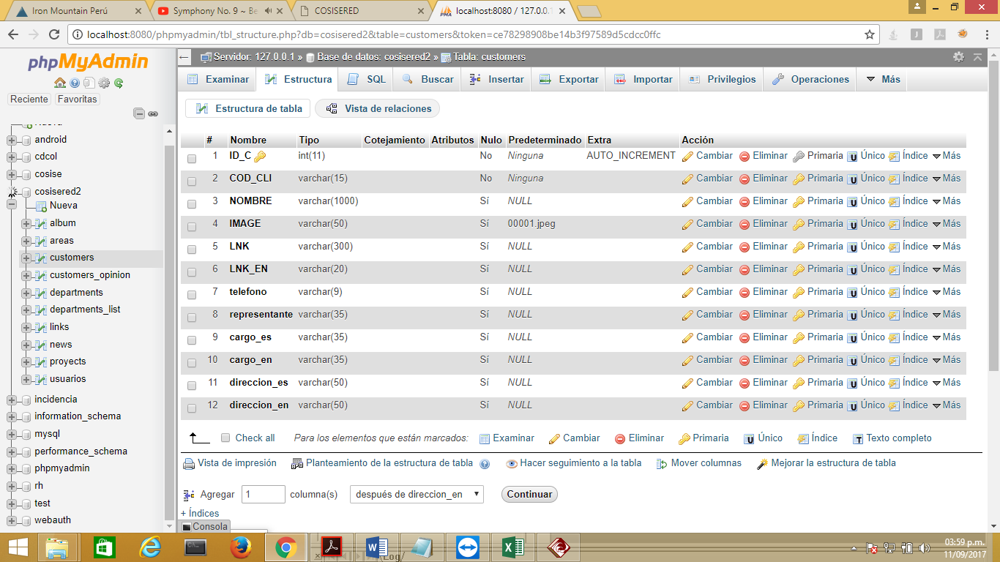 Iron Mountain Perú
Symphony No. 9 ~ Be
COSISERED
localhost:8080 / 127.0.0.1
localhost:8080/phpmyadmin/tbl_structure.php?db=cosisered2&table=customers&token=ce78298908be14b3f97589d5cdcc0ffc
phpMyAdmin
Reciente Favoritas
Nueva
android
cdcol
cosise
cosisered2
Nueva
album
areas
customers
customers_opinion
departments
departments_list
links
news
proyects
usuarios
incidencia
information_schema
mysql
performance_schema
phpmyadmin
rh
test
webauth
Servidor: 127.0.0.1 » Base de datos: cosisered2 » Tabla: customers
Examinar Estructura SQL Buscar Insertar Exportar Importar Privilegios Operaciones Más
Estructura de tabla Vista de relaciones
# Nombre Tipo Cotejamiento Atributos Nulo Predeterminado Extra Acción
1 ID_C int(11) No Ninguna AUTO_INCREMENT Cambiar Eliminar Primaria Único Índice Más
2 COD_CLI varchar(15) No Ninguna Cambiar Eliminar Primaria Único Índice Más
3 NOMBRE varchar(1000) Sí NULL Cambiar Eliminar Primaria Único Índice Más
4 IMAGE varchar(50) Sí 00001.jpeg Cambiar Eliminar Primaria Único Índice Más
5 LNK varchar(300) Sí NULL Cambiar Eliminar Primaria Único Índice Más
6 LNK_EN varchar(20) Sí NULL Cambiar Eliminar Primaria Único Índice Más
7 telefono varchar(9) Sí NULL Cambiar Eliminar Primaria Único Índice Más
8 representante varchar(35) Sí NULL Cambiar Eliminar Primaria Único Índice Más
9 cargo_es varchar(35) Sí NULL Cambiar Eliminar Primaria Único Índice Más
10 cargo_en varchar(35) Sí NULL Cambiar Eliminar Primaria Único Índice Más
11 direccion_es varchar(50) Sí NULL Cambiar Eliminar Primaria Único Índice Más
12 direccion_en varchar(50) Sí NULL Cambiar Eliminar Primaria Único Índice Más
Check all Para los elementos que están marcados: Examinar Cambiar Eliminar Primaria Único Índice Texto completo
Vista de impresión Planteamiento de la estructura de tabla Hacer seguimiento a la tabla Mover columnas Mejorar la estructura de tabla
Agregar 1 columna(s) después de direccion_en Continuar
+ Índices
Consola
\Log/
03:59 p.m.
11/09/2017